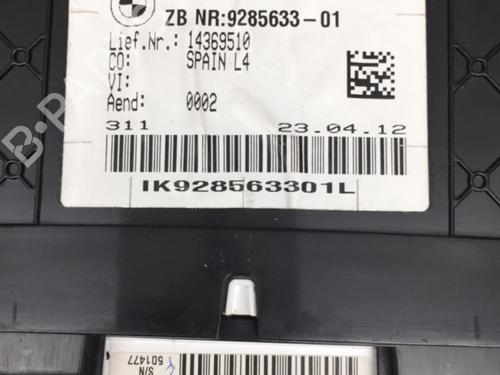 ZB NR:9285633-01
Lief.Nr.: 14369510
CO: SPAIN L4
VI:
Aend: 0002
311 23.04.12
IK928563301L
S/N
501477
B-PARTS